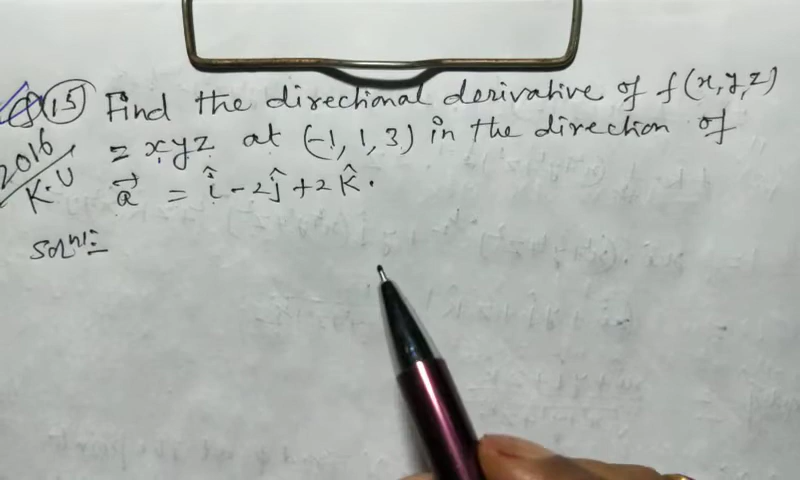 Q 15 Find the directional derivative of f(x,y,z)
= xyz at (-1, 1, 3) in the direction of
2016
K.U
a⃗ = î - 2ĵ + 2k̂.
Soln: